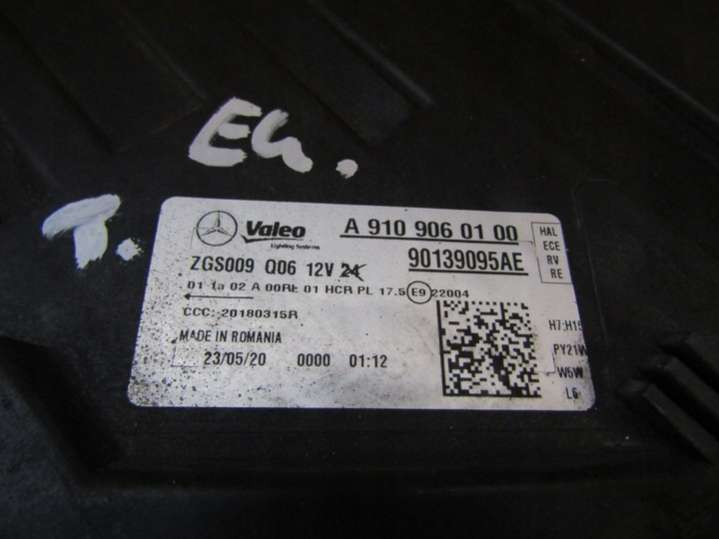 EG.
T.
Valeo
Lighting Systems
A 910 906 01 00
HAL
ECE
RV
RE
ZGS009 Q06 12V 24
90139095AE
01 1a 02 A 00RL 01 HCR PL 17.5 E9 22004
CCC: 20180315R
H7:H15
MADE IN ROMANIA
PY21W
23/05/20 0000 01:12
W5W
L6